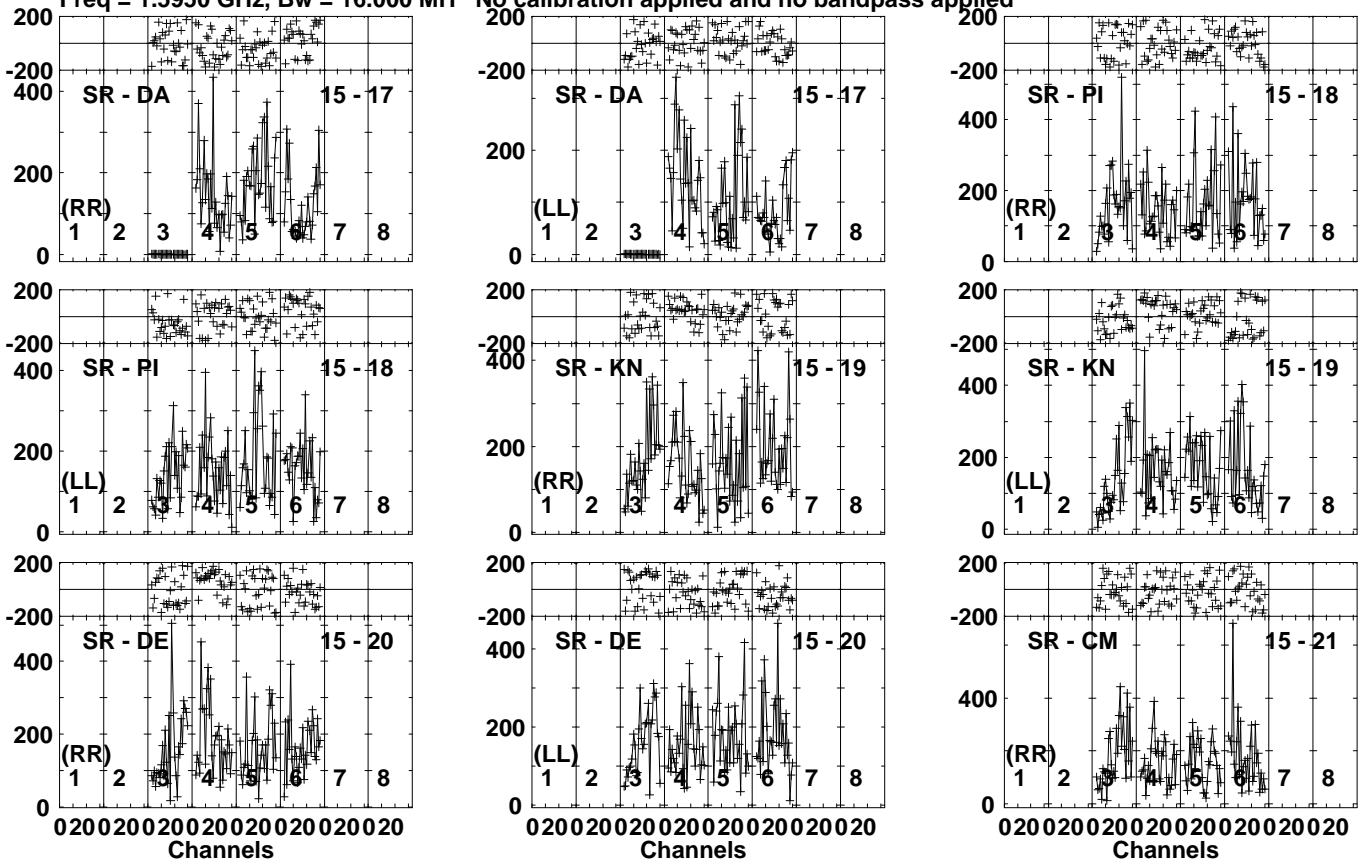 Freq = 1.5950 GHz, Bw = 16.000 MH No calibration applied and no bandpass applied
200 200 200
-200 -200 -200
SR - DA 15 - 17 SR - DA 15 - 17 SR - PI 15 - 18
400 400
200 200 200
(RR) (LL) (RR)
1 2 3 4 5 6 7 8 1 2 3 4 5 6 7 8 1 2 3 4 5 6 7 8
0 0 0
200 200 200
-200 -200 -200
SR - PI 15 - 18 SR - KN 15 - 19 SR - KN 15 - 19
400 400 400
200 200 200
(LL) (RR) (LL)
1 2 3 4 5 6 7 8 1 2 3 4 5 6 7 8 1 2 3 4 5 6 7 8
0 0 0
200 200 200
-200 -200 -200
SR - DE 15 - 20 SR - DE 15 - 20 SR - CM 15 - 21
400 400 400
200 200 200
(RR) (LL) (RR)
1 2 3 4 5 6 7 8 1 2 3 4 5 6 7 8 1 2 3 4 5 6 7 8
0 0 0
0 20 0 20 0 20 0 20 0 20 0 20 0 20 0 20 0 20 0 20 0 20 0 20 0 20 0 20 0 20 0 20 0 20 0 20 0 20 0 20 0 20 0 20 0 20 0 20
Channels Channels Channels